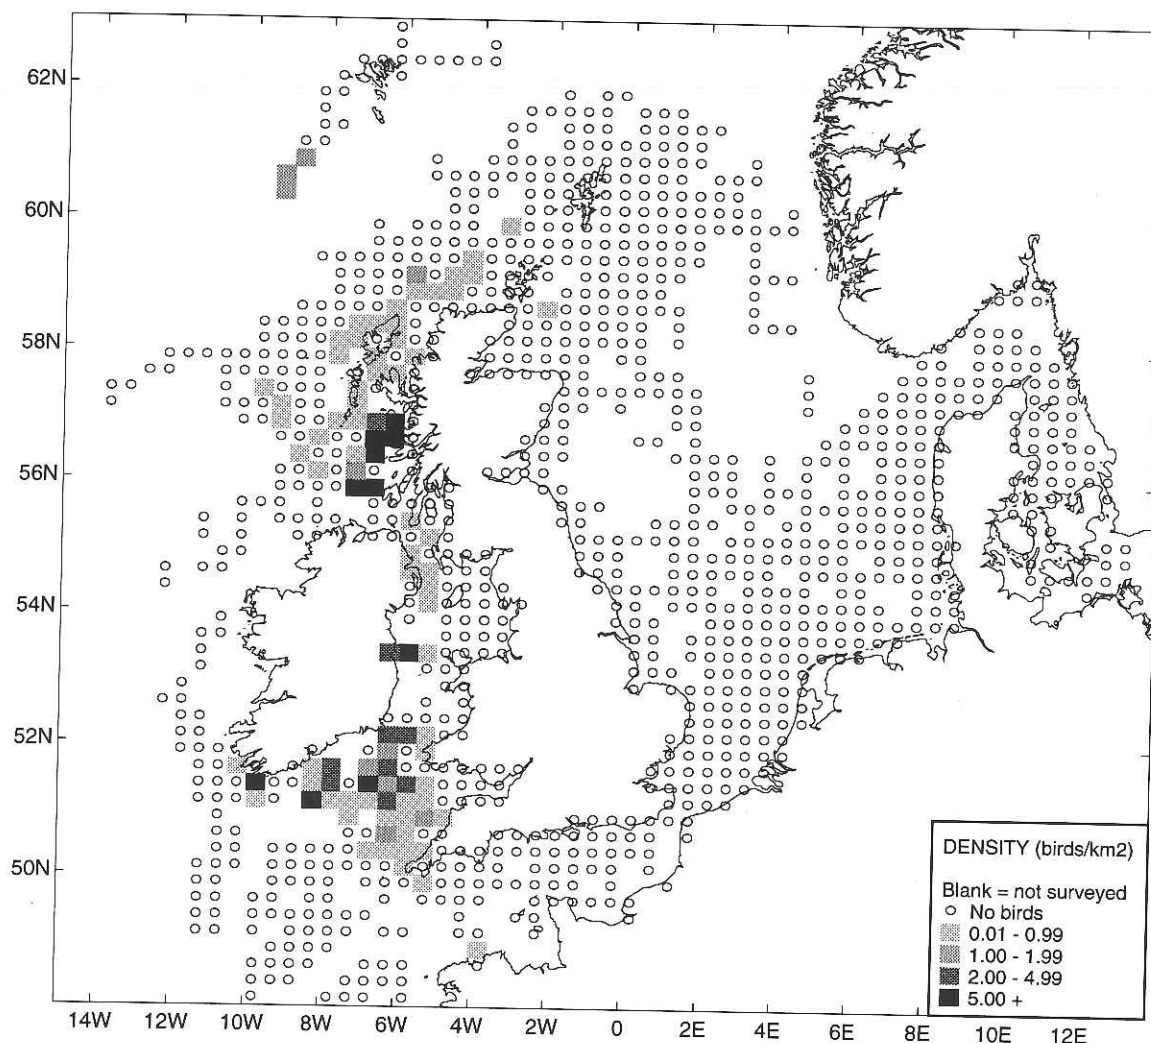 62N
60N
58N
56N
54N
52N
50N
14W 12W 10W 8W 6W 4W 2W 0 2E 4E 6E 8E 10E 12E
DENSITY (birds/km2)
Blank = not surveyed
No birds
0.01 - 0.99
1.00 - 1.99
2.00 - 4.99
5.00 +